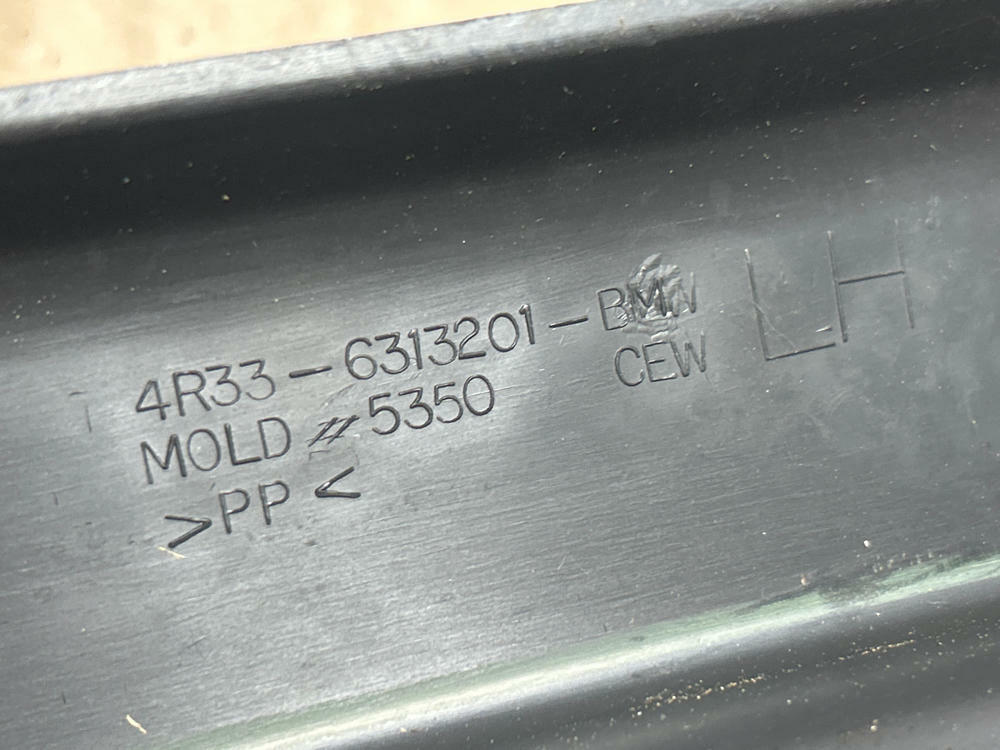 4R33-6313201-BMW LH
CEW
MOLD #5350
>PP<